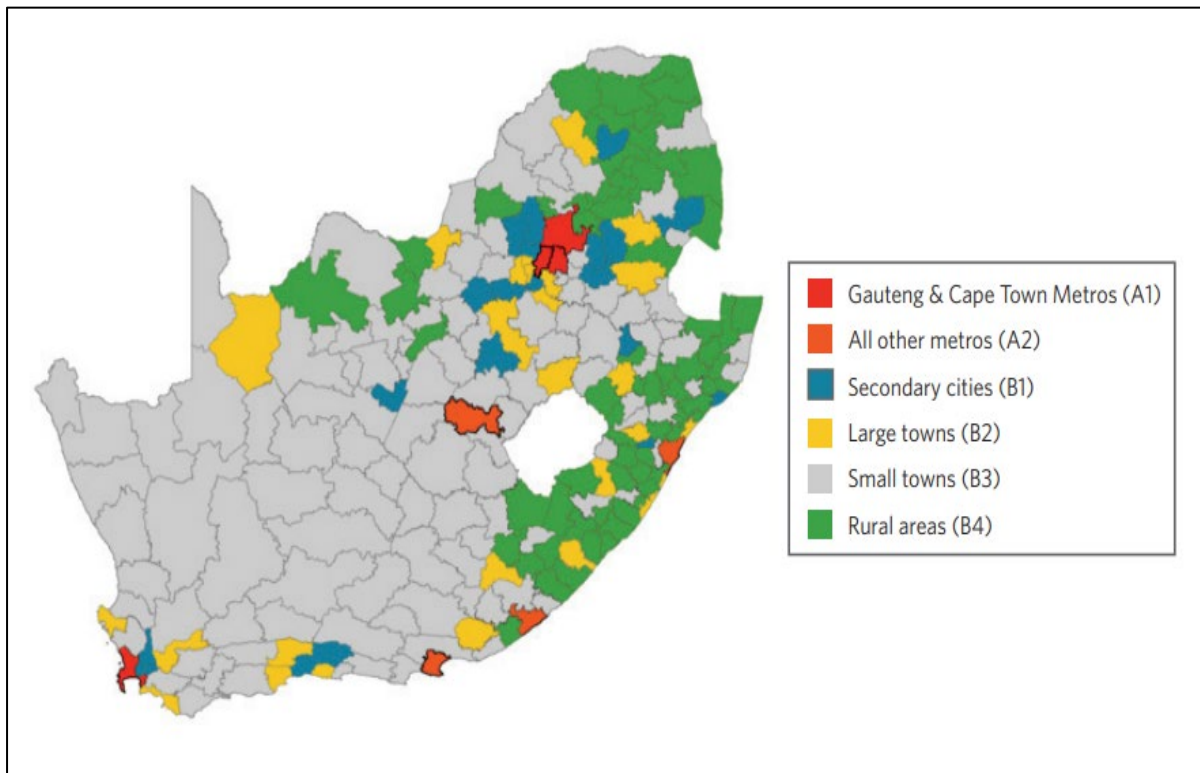 Gauteng & Cape Town Metros (A1)
All other metros (A2)
Secondary cities (B1)
Large towns (B2)
Small towns (B3)
Rural areas (B4)